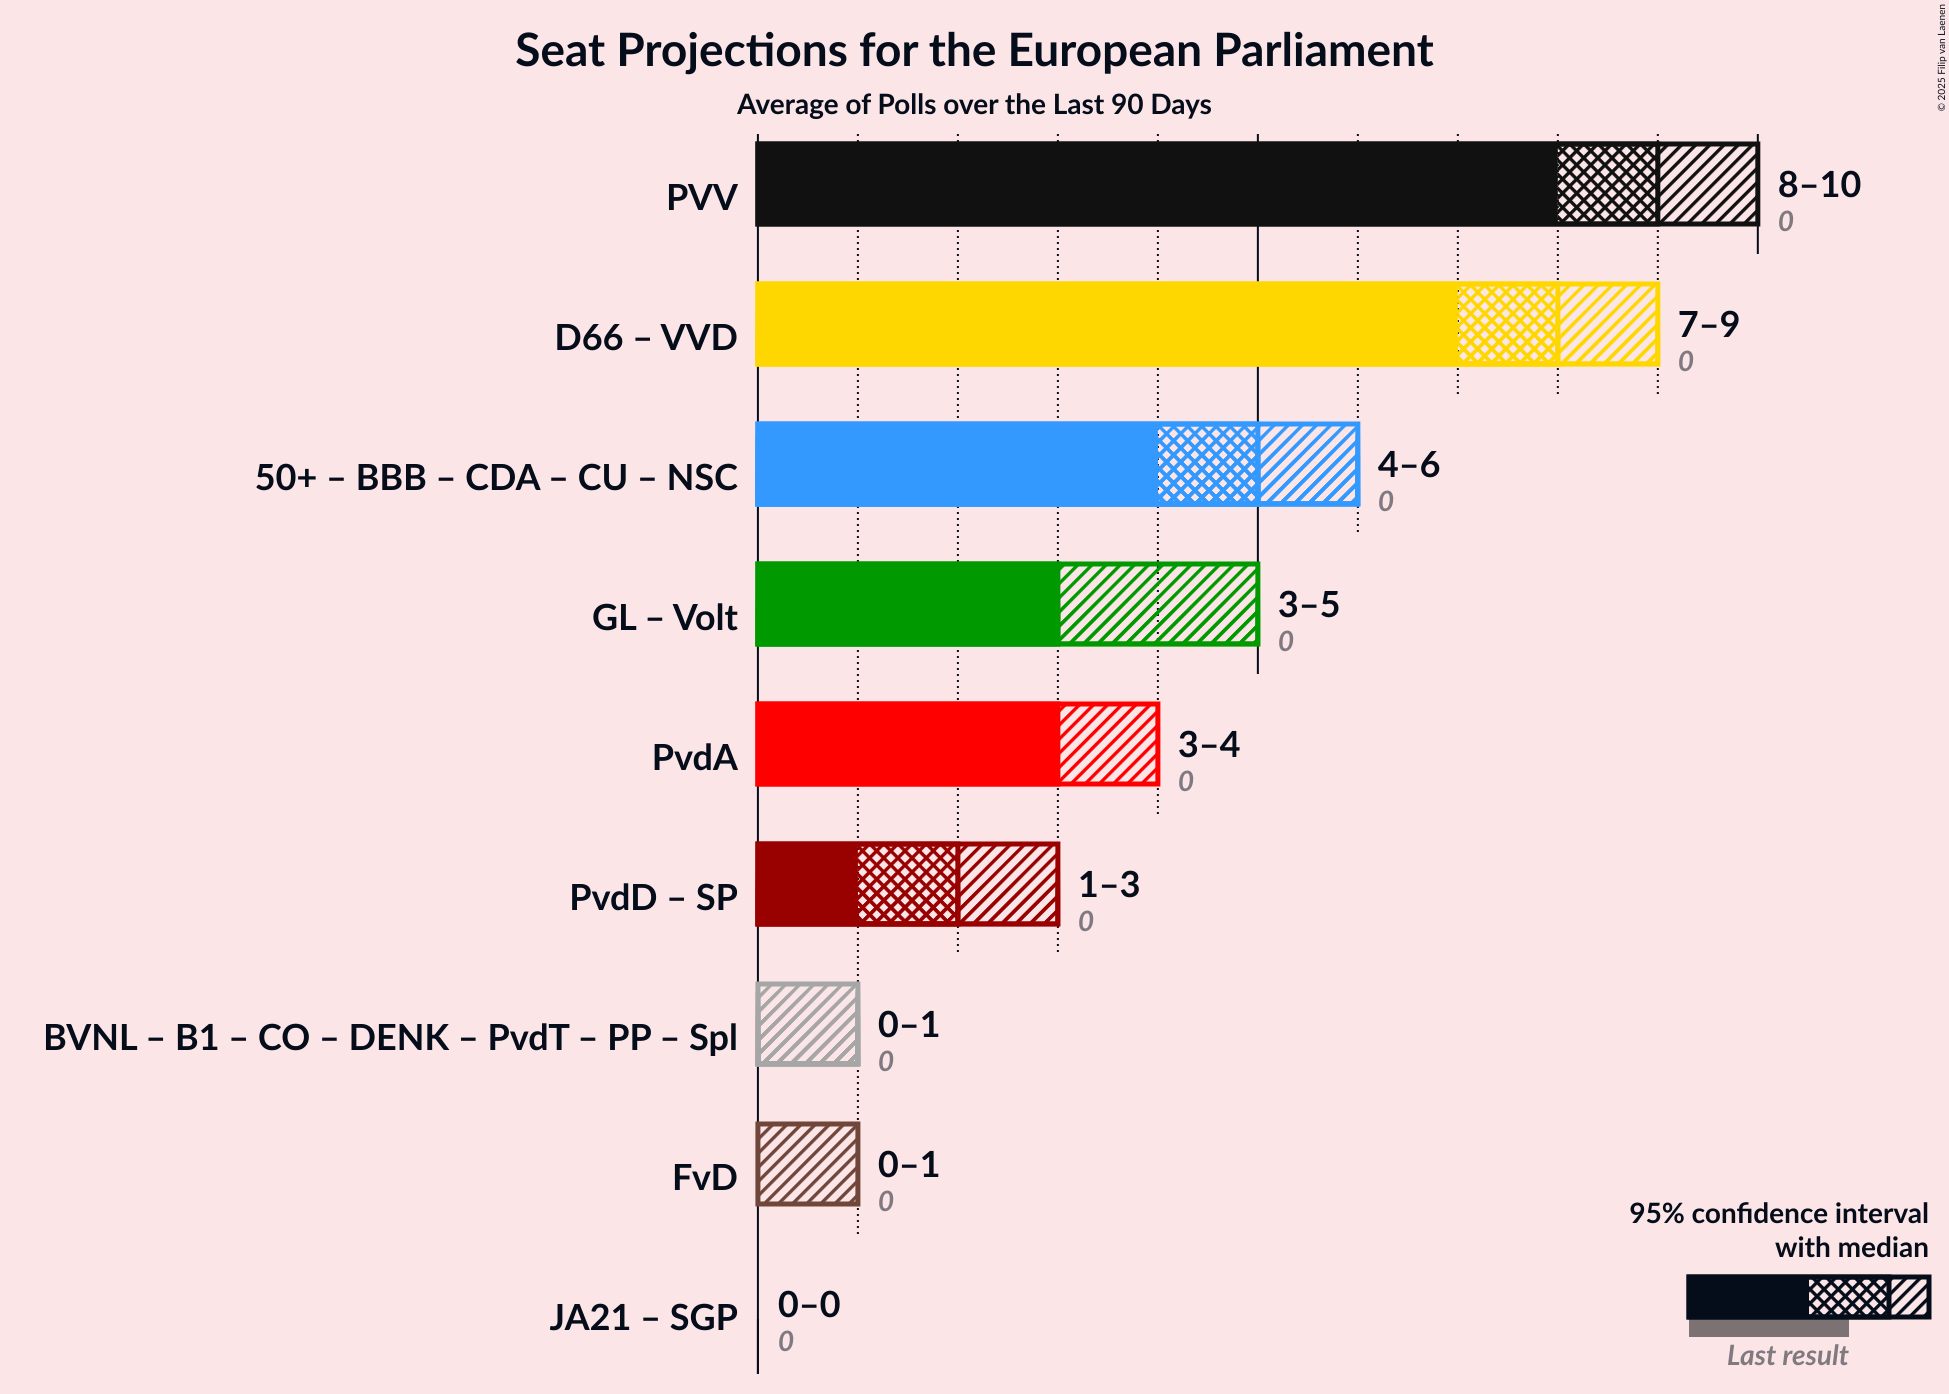 Seat Projections for the European Parliament
Average of Polls over the Last 90 Days
© 2025 Filip van Laenen
PVV
8–10
0
D66 – VVD
7–9
0
50+ – BBB – CDA – CU – NSC
4–6
0
GL – Volt
3–5
0
PvdA
3–4
0
PvdD – SP
1–3
0
BVNL – B1 – CO – DENK – PvdT – PP – Spl
0–1
0
FvD
0–1
0
JA21 – SGP
0–0
0
95% confidence interval
with median
Last result